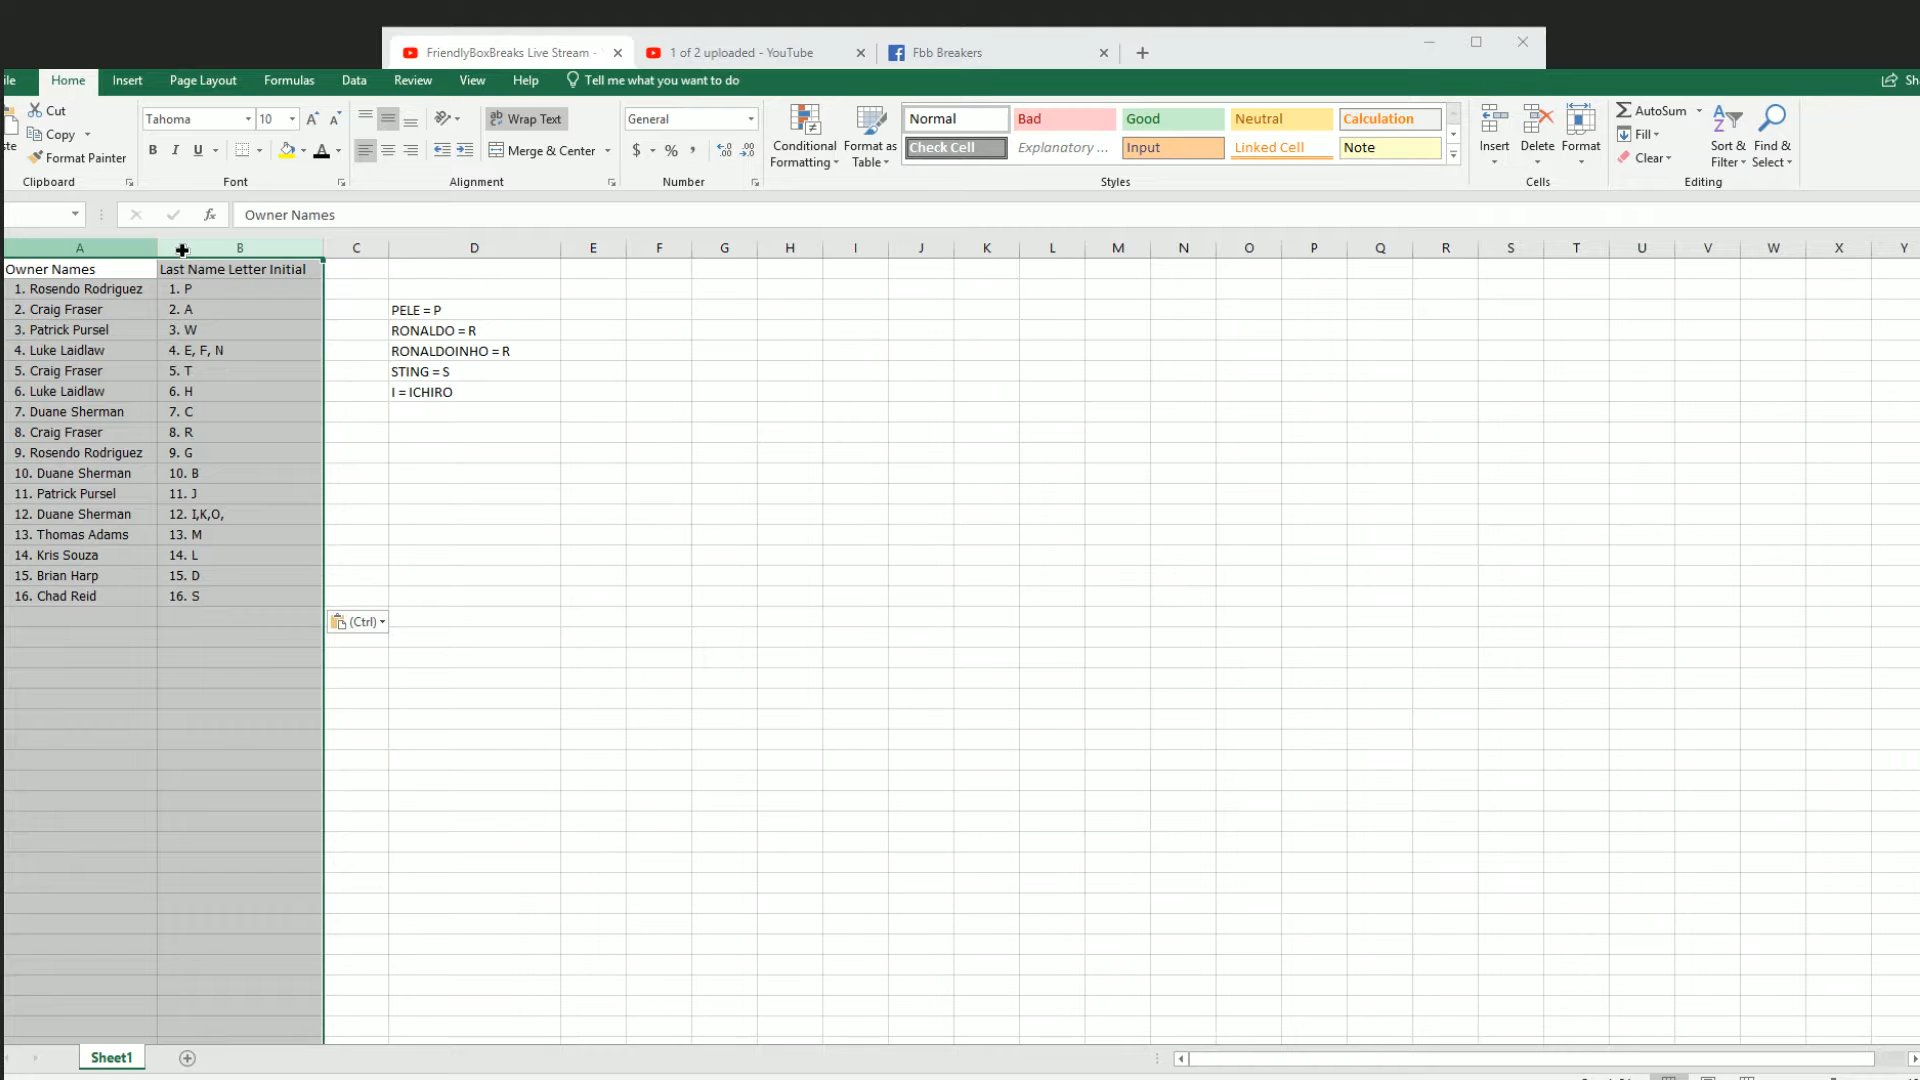 FriendlyBoxBreaks Live Stream -
1 of 2 uploaded - YouTube
Fbb Breakers
ile Home Insert Page Layout Formulas Data Review View Help Tell me what you want to do Sh
Cut
Copy
Format Painter
Clipboard
Tahoma 10
B I U A
Font
Wrap Text
Merge & Center
Alignment
General
$ % ,
Number
Conditional Formatting
Format as Table
Normal Bad Good Neutral Calculation
Check Cell Explanatory ... Input Linked Cell Note
Styles
Insert Delete Format
Cells
AutoSum
Fill
Clear
Sort & Filter
Find & Select
Editing
fx Owner Names
A B C D E F G H I J K L M N O P Q R S T U V W X Y
Owner Names Last Name Letter Initial
1. Rosendo Rodriguez 1. P
2. Craig Fraser 2. A PELE = P
3. Patrick Pursel 3. W RONALDO = R
4. Luke Laidlaw 4. E, F, N RONALDOINHO = R
5. Craig Fraser 5. T STING = S
6. Luke Laidlaw 6. H I = ICHIRO
7. Duane Sherman 7. C
8. Craig Fraser 8. R
9. Rosendo Rodriguez 9. G
10. Duane Sherman 10. B
11. Patrick Pursel 11. J
12. Duane Sherman 12. I,K,O,
13. Thomas Adams 13. M
14. Kris Souza 14. L
15. Brian Harp 15. D
16. Chad Reid 16. S
(Ctrl)
Sheet1